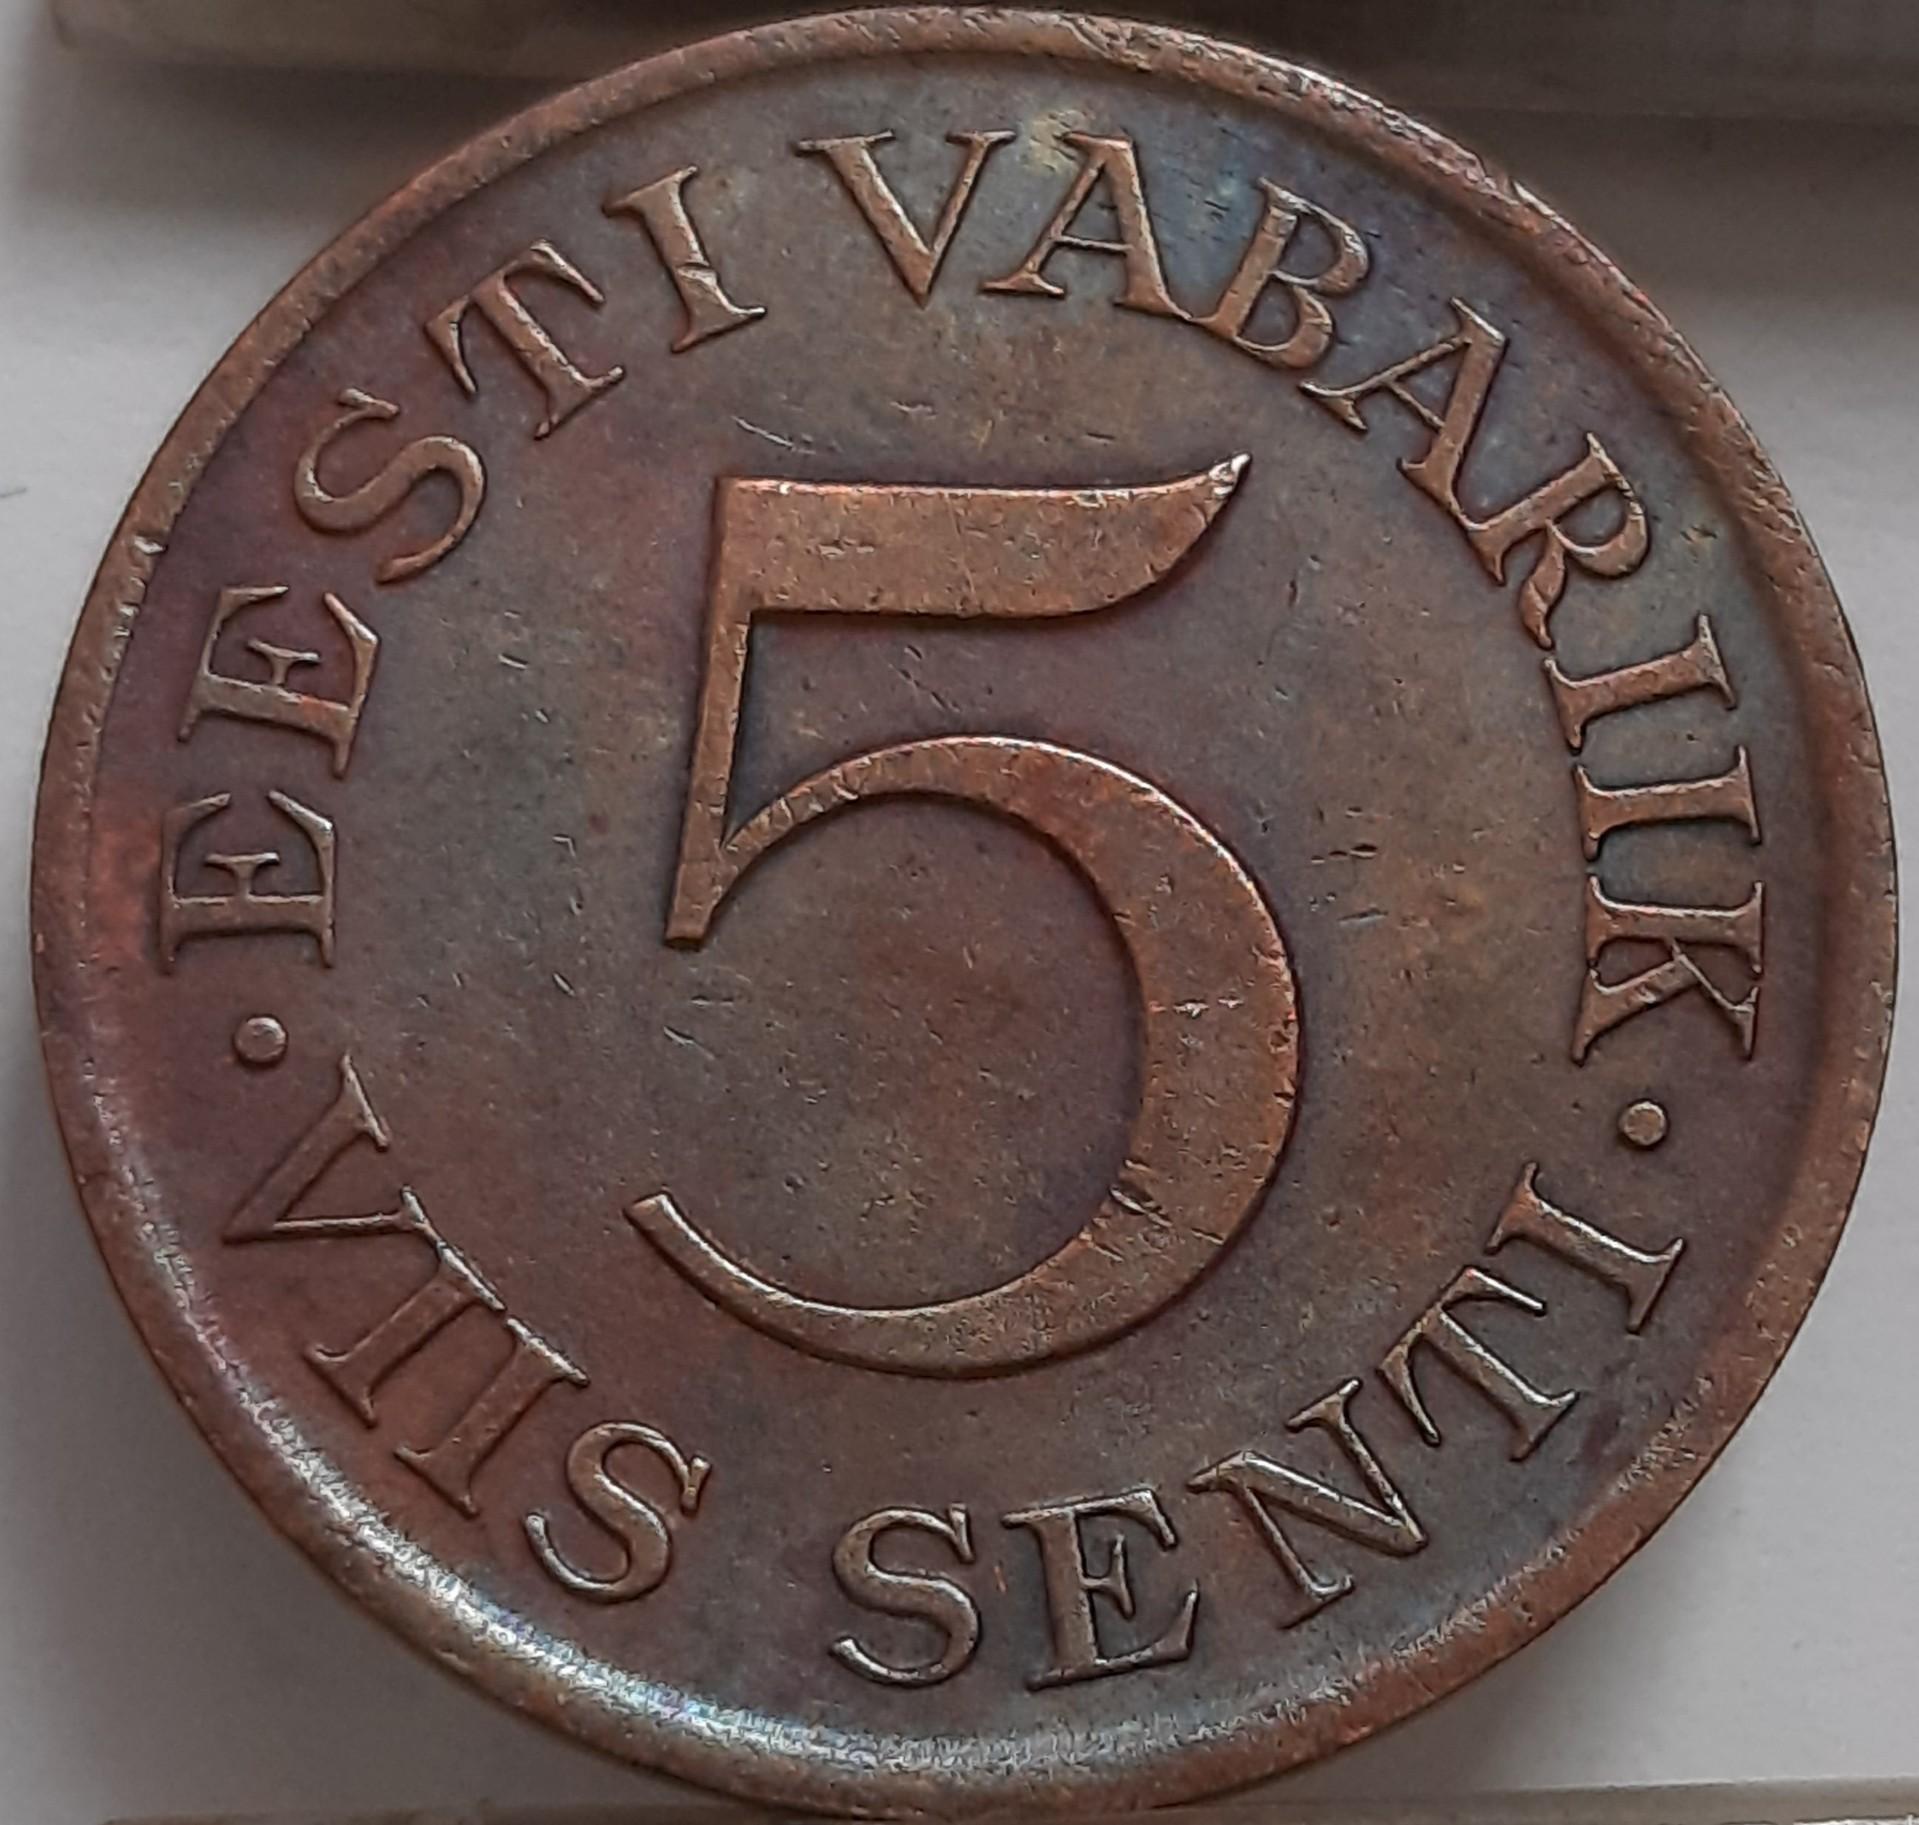 · EESTI VABARIIK ·
5
VIIS SENTI